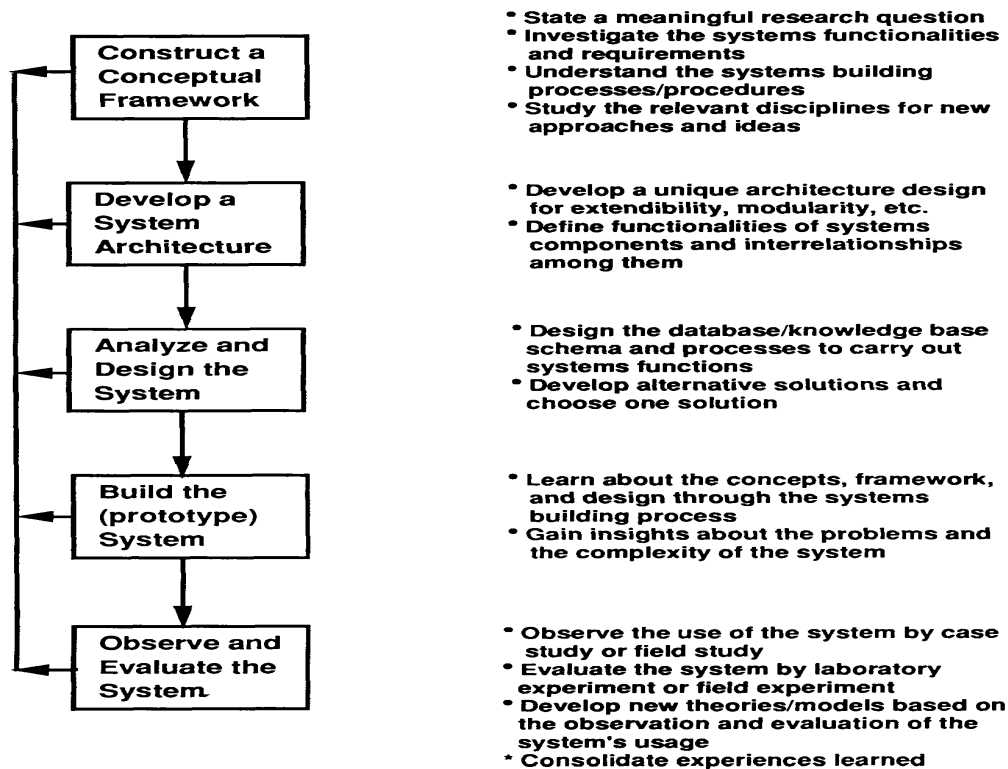 Construct a
Conceptual
Framework
• State a meaningful research question
• Investigate the systems functionalities
and requirements
• Understand the systems building
processes/procedures
• Study the relevant disciplines for new
approaches and ideas
Develop a
System
Architecture
• Develop a unique architecture design
for extendibility, modularity, etc.
• Define functionalities of systems
components and interrelationships
among them
Analyze and
Design the
System
• Design the database/knowledge base
schema and processes to carry out
systems functions
• Develop alternative solutions and
choose one solution
Build the
(prototype)
System
• Learn about the concepts, framework,
and design through the systems
building process
• Gain insights about the problems and
the complexity of the system
Observe and
Evaluate the
System
• Observe the use of the system by case
study or field study
• Evaluate the system by laboratory
experiment or field experiment
• Develop new theories/models based on
the observation and evaluation of the
system's usage
* Consolidate experiences learned